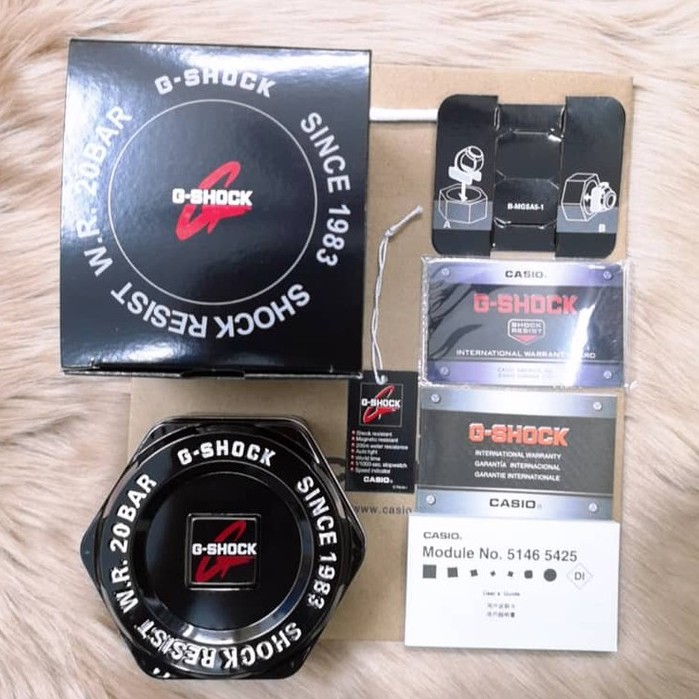 G-SHOCK
SINCE 1983
SHOCK RESIST
W.R. 20BAR
G-SHOCK
A
B-MGSA5-1
B
CASIO
G-SHOCK
SHOCK
RESIST
INTERNATIONAL WARRANTY CARD
G-SHOCK
Shock resistant
Magnetic resistant
200m water resistance
Auto light
World time
1/1000-sec. stopwatch
Speed indicator
CASIO
www.casio
G-SHOCK
INTERNATIONAL WARRANTY
GARANTÍA INTERNACIONAL
GARANTIE INTERNATIONALE
CASIO
CASIO
Module No. 5146 5425
DI
User's Guide
G-SHOCK
SINCE 1983
SHOCK RESIST
W.R. 20BAR
G-SHOCK